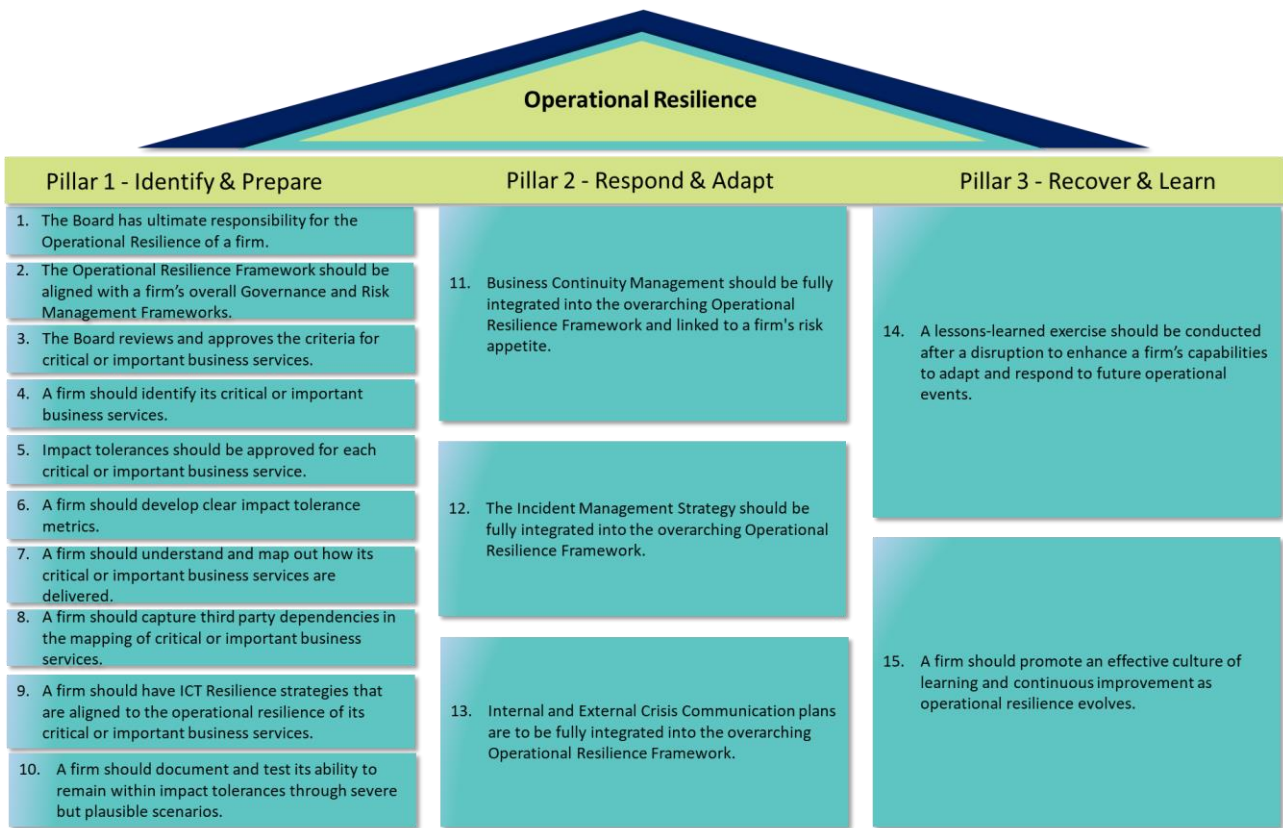 Operational Resilience
Pillar 1 - Identify & Prepare
1. The Board has ultimate responsibility for the
Operational Resilience of a firm.
2. The Operational Resilience Framework should be
aligned with a firm’s overall Governance and Risk
Management Frameworks.
3. The Board reviews and approves the criteria for
critical or important business services.
4. A firm should identify its critical or important
business services.
5. Impact tolerances should be approved for each
critical or important business service.
6. A firm should develop clear impact tolerance
metrics.
7. A firm should understand and map out how its
critical or important business services are
delivered.
8. A firm should capture third party dependencies in
the mapping of critical or important business
services.
9. A firm should have ICT Resilience strategies that
are aligned to the operational resilience of its
critical or important business services.
10. A firm should document and test its ability to
remain within impact tolerances through severe
but plausible scenarios.
Pillar 2 - Respond & Adapt
11. Business Continuity Management should be fully
integrated into the overarching Operational
Resilience Framework and linked to a firm's risk
appetite.
12. The Incident Management Strategy should be
fully integrated into the overarching Operational
Resilience Framework.
13. Internal and External Crisis Communication plans
are to be fully integrated into the overarching
Operational Resilience Framework.
Pillar 3 - Recover & Learn
14. A lessons-learned exercise should be conducted
after a disruption to enhance a firm’s capabilities
to adapt and respond to future operational
events.
15. A firm should promote an effective culture of
learning and continuous improvement as
operational resilience evolves.